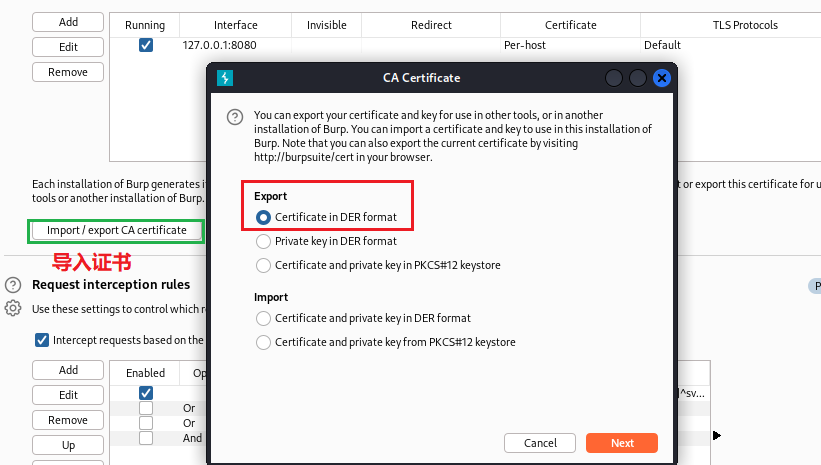 Add
Running Interface Invisible Redirect Certificate TLS Protocols
Edit
127.0.0.1:8080 Per-host Default
Remove
CA Certificate
You can export your certificate and key for use in other tools, or in another
installation of Burp. You can import a certificate and key to use in this installation of
Burp. Note that you can also export the current certificate by visiting
http://burpsuite/cert in your browser.
Each installation of Burp generates
tools or another installation of Burp.
or export this certificate for
Export
Certificate in DER format
Import / export CA certificate
Private key in DER format
导入证书
Certificate and private key in PKCS#12 keystore
Request interception rules
Import
Use these settings to control which
Certificate and private key in DER format
Intercept requests based on the
Certificate and private key from PKCS#12 keystore
Add
Enabled
Edit
Or
Remove
Or
And
Up
Cancel Next